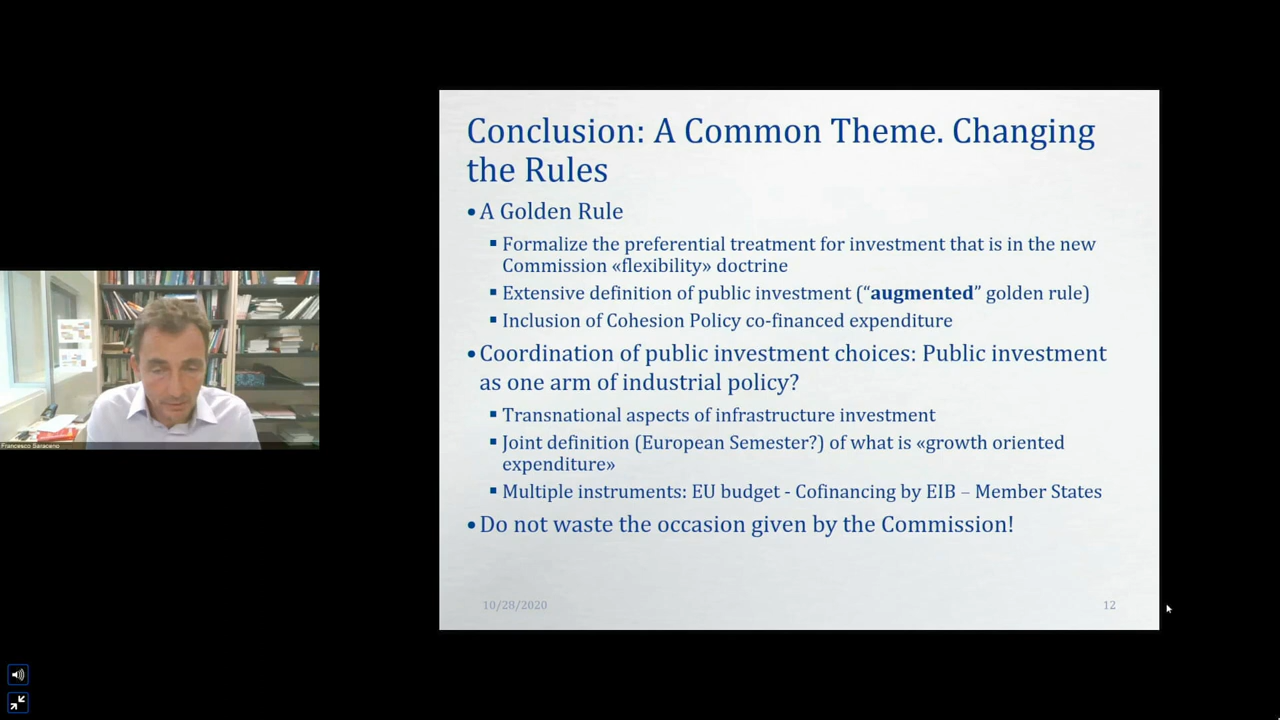 Conclusion: A Common Theme. Changing
the Rules
• A Golden Rule
▪ Formalize the preferential treatment for investment that is in the new
Commission «flexibility» doctrine
▪ Extensive definition of public investment (“augmented” golden rule)
▪ Inclusion of Cohesion Policy co-financed expenditure
• Coordination of public investment choices: Public investment
as one arm of industrial policy?
▪ Transnational aspects of infrastructure investment
▪ Joint definition (European Semester?) of what is «growth oriented
expenditure»
▪ Multiple instruments: EU budget - Cofinancing by EIB – Member States
• Do not waste the occasion given by the Commission!
10/28/2020
12
Francesco Saraceno